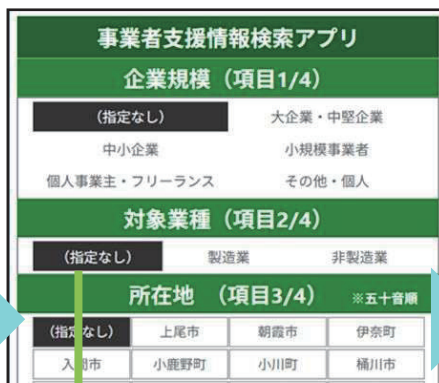 事業者支援情報検索アプリ
企業規模（項目1/4）
（指定なし） 大企業・中堅企業
中小企業 小規模事業者
個人事業主・フリーランス その他・個人
対象業種（項目2/4）
（指定なし） 製造業 非製造業
所在地 （項目3/4） ※五十音順
（指定なし） 上尾市 朝霞市 伊奈町
入間市 小鹿野町 小川町 桶川市